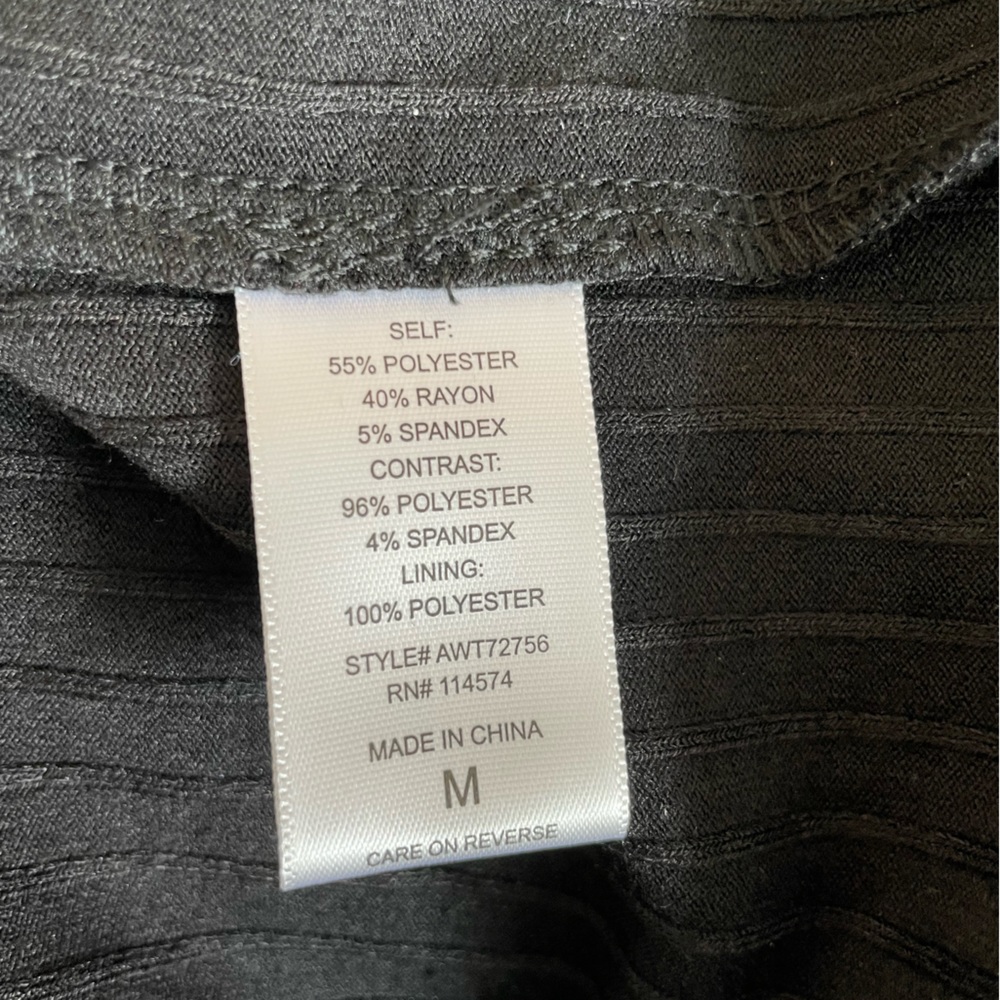 SELF:
55% POLYESTER
40% RAYON
5% SPANDEX
CONTRAST:
96% POLYESTER
4% SPANDEX
LINING:
100% POLYESTER
STYLE# AWT72756
RN# 114574
MADE IN CHINA
M
CARE ON REVERSE